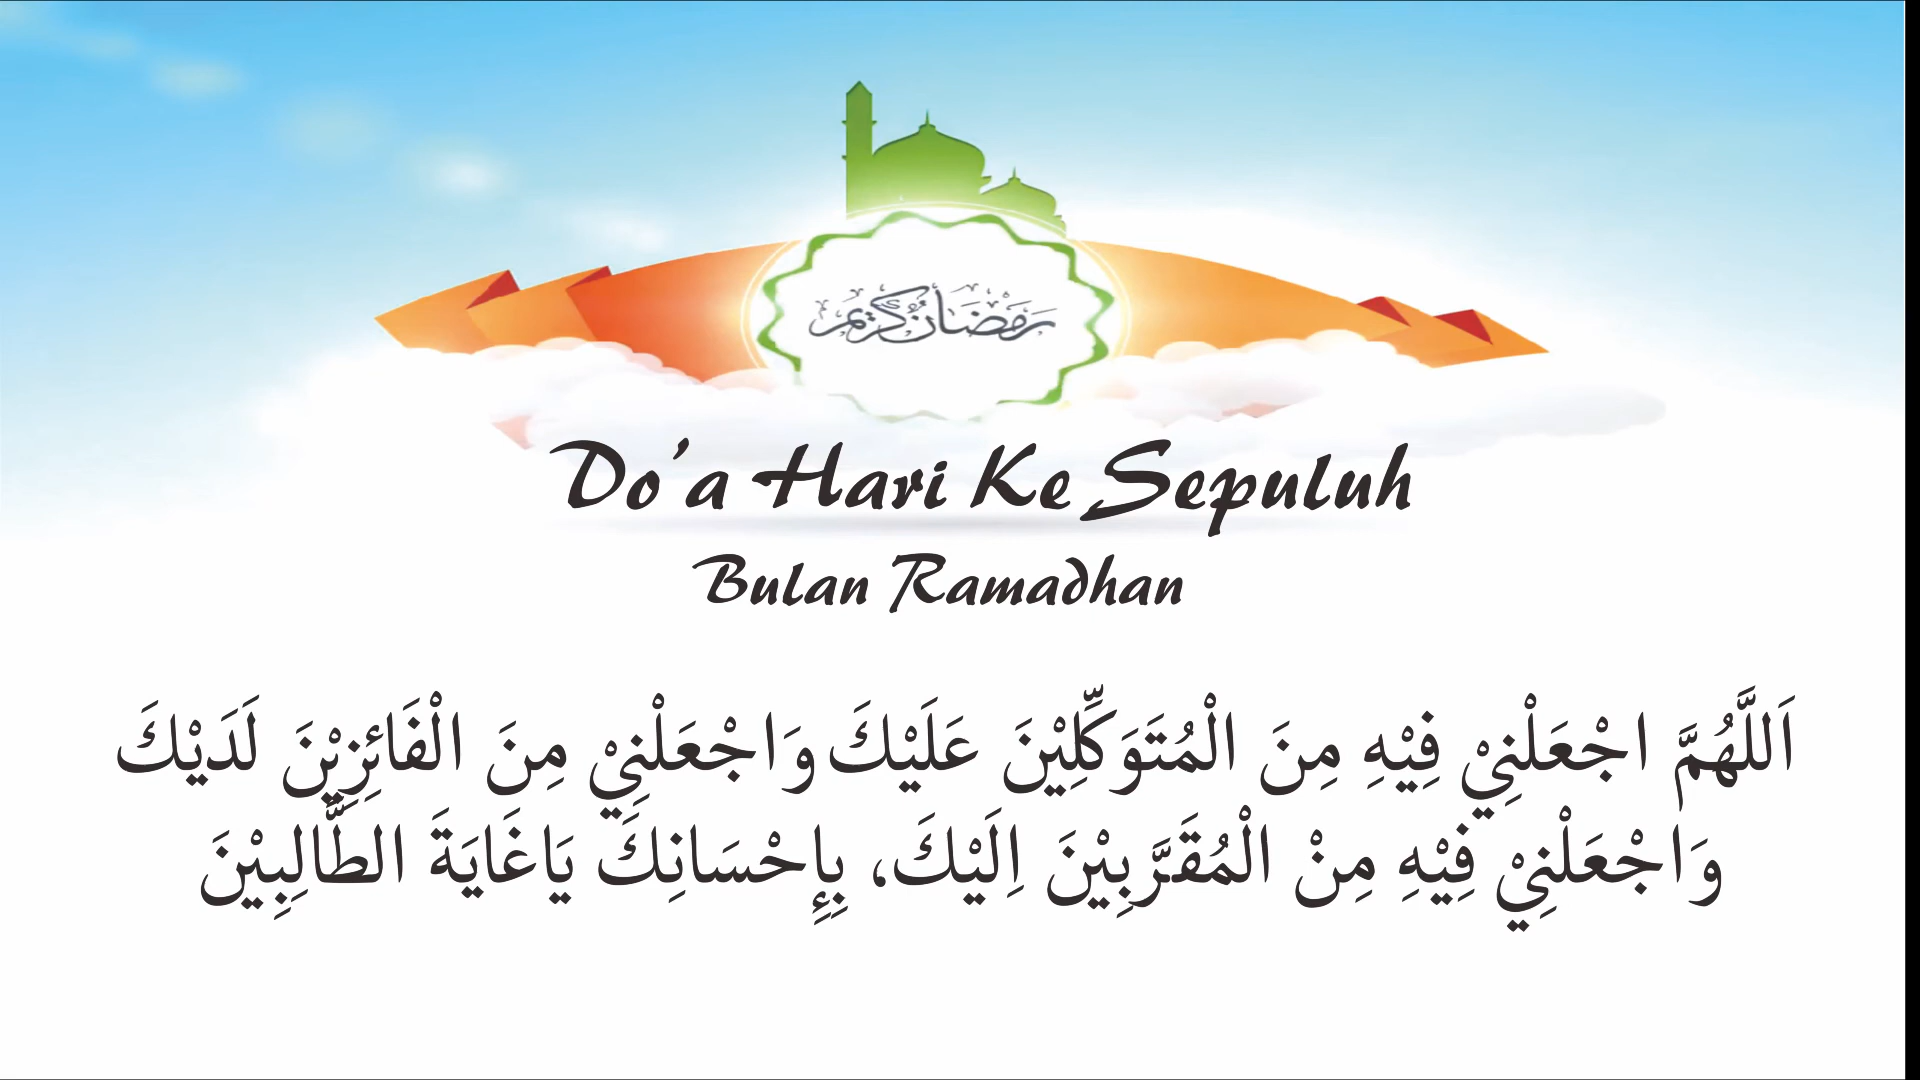 رمضان كريم
Do'a Hari Ke Sepuluh
Bulan Ramadhan
اَللَّهُمَّ اجْعَلْنِيْ فِيْهِ مِنَ الْمُتَوَكِّلِيْنَ عَلَيْكَ وَاجْعَلْنِيْ مِنَ الْفَائِزِيْنَ لَدَيْكَ
وَاجْعَلْنِيْ فِيْهِ مِنْ الْمُقَرَّبِيْنَ اِلَيْكَ، بِإِحْسَانِكَ يَاغَايَةَ الطَّالِبِيْنَ